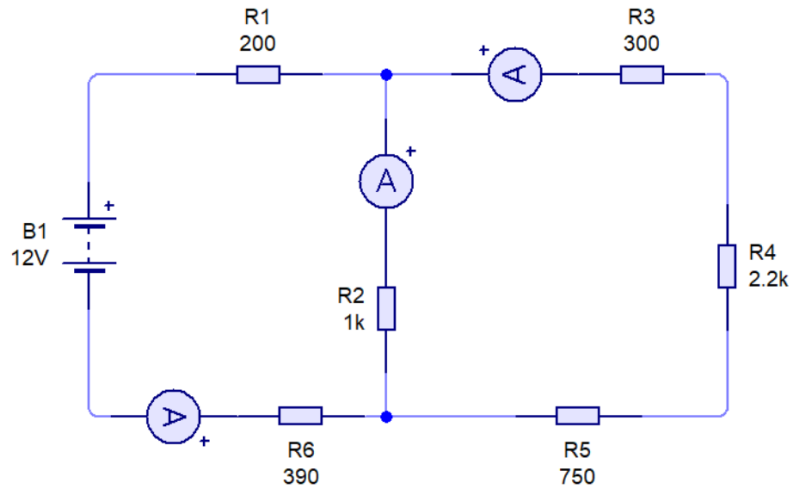 R1
200
R3
300
+
A
+
A
+
B1
12V
R4
2.2k
R2
1k
A
+
R6
390
R5
750